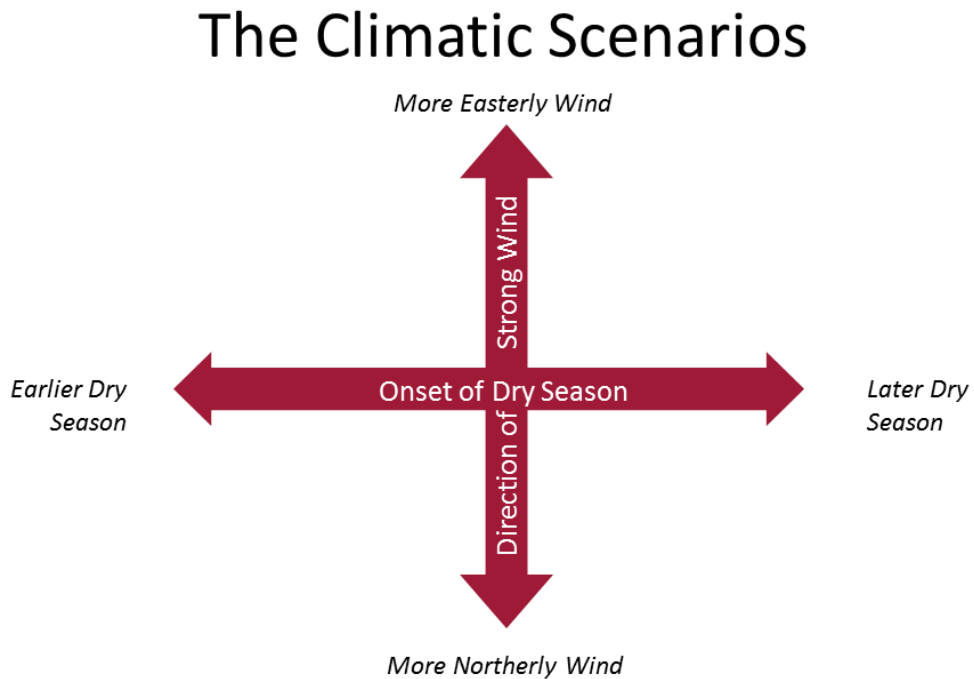 The Climatic Scenarios
More Easterly Wind
Direction of Strong Wind
Earlier Dry
Season
Onset of Dry Season
Later Dry
Season
More Northerly Wind